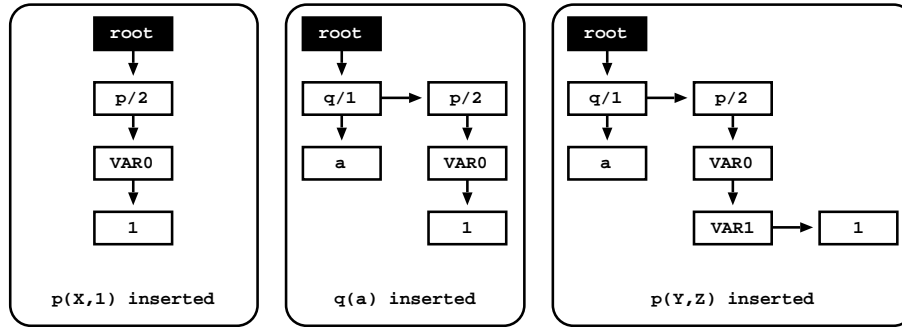 root
p/2
VAR0
1
p(X,1) inserted
root
q/1 p/2
a VAR0
1
q(a) inserted
root
q/1 p/2
a VAR0
VAR1 1
p(Y,Z) inserted